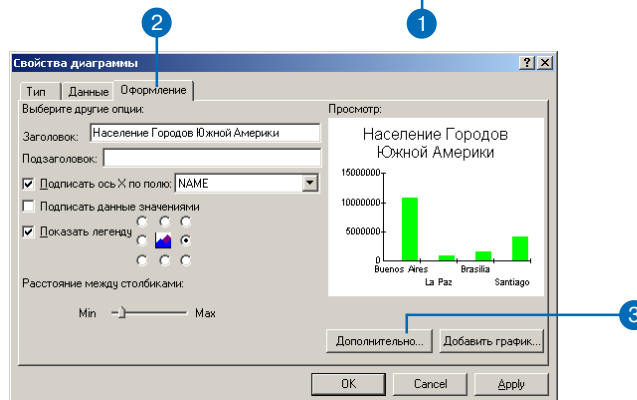 2
1
Свойства диаграммы
Тип Данные Оформление
Выберите другие опции:
Заголовок: Население Городов Южной Америки
Подзаголовок:
Подписать ось X по полю: NAME
Подписать данные значениями
Показать легенду
Расстояние между столбиками:
Min Max
Просмотр:
Население Городов
Южной Америки
15000000
10000000
5000000
0
Buenos Aires Brasilia
La Paz Santiago
3
Дополнительно... Добавить график...
OK Cancel Apply